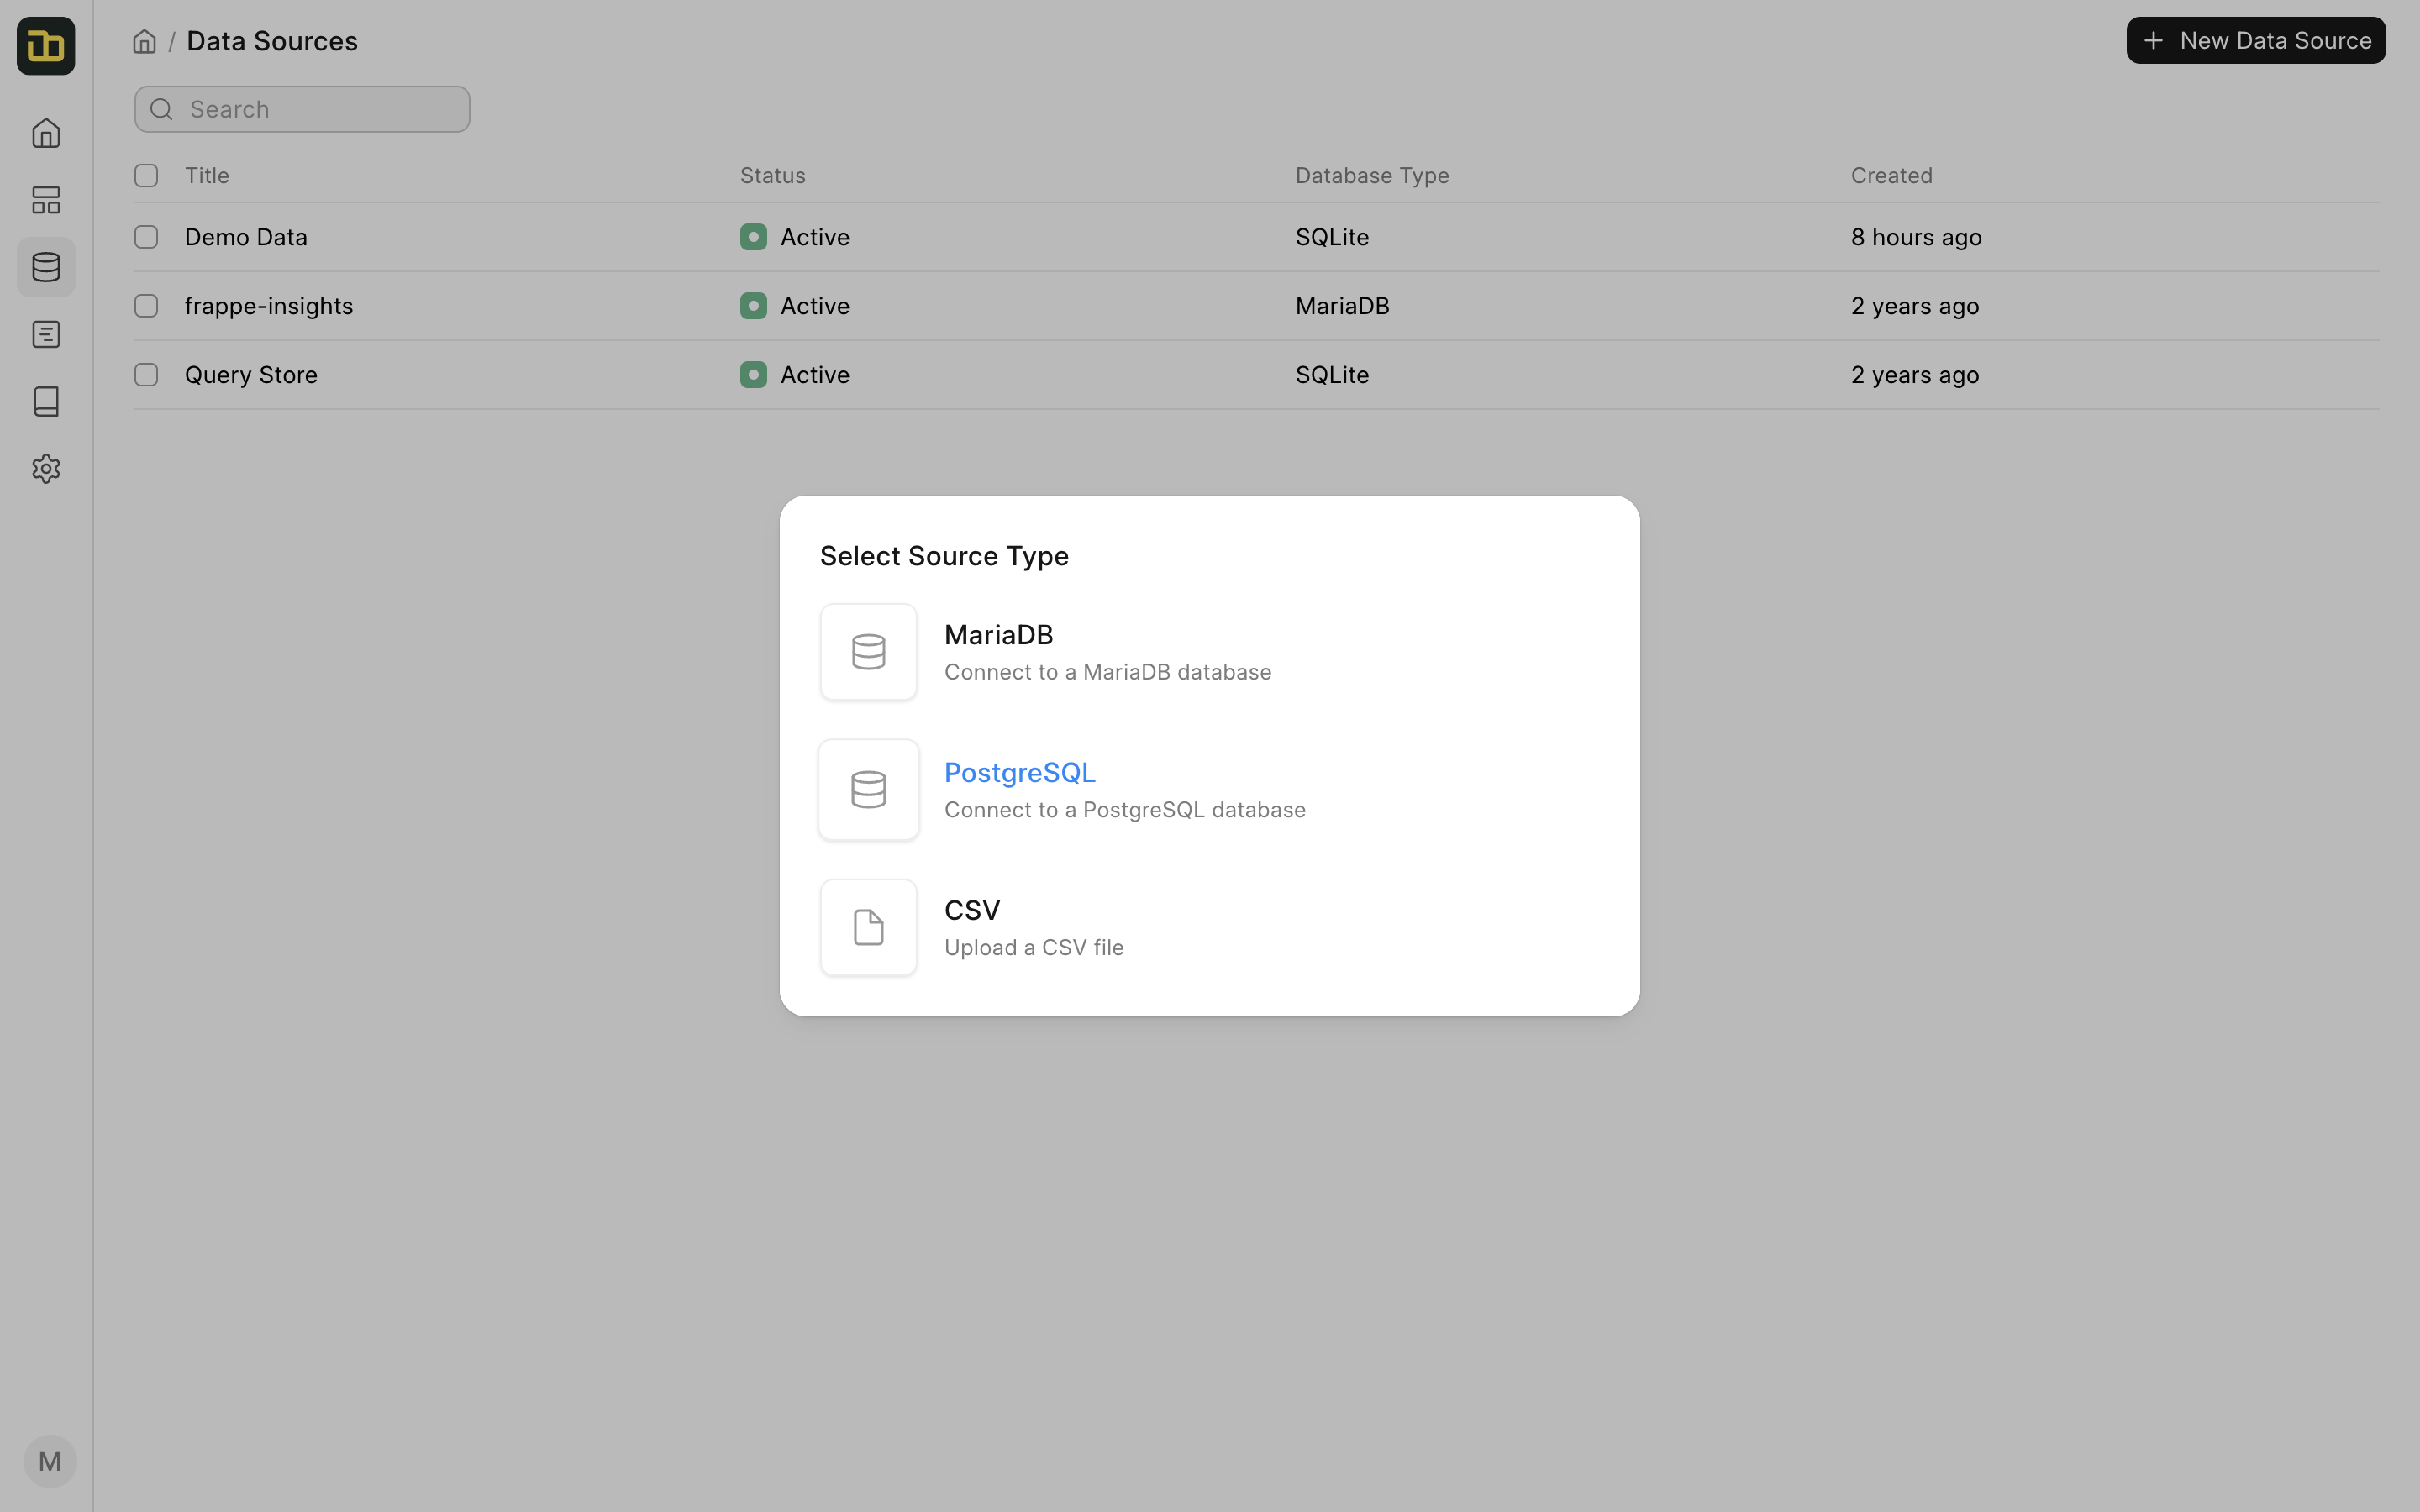 / Data Sources
New Data Source
Search
Title Status Database Type Created
Demo Data Active SQLite 8 hours ago
frappe-insights Active MariaDB 2 years ago
Query Store Active SQLite 2 years ago
Select Source Type
MariaDB
Connect to a MariaDB database
PostgreSQL
Connect to a PostgreSQL database
CSV
Upload a CSV file
M